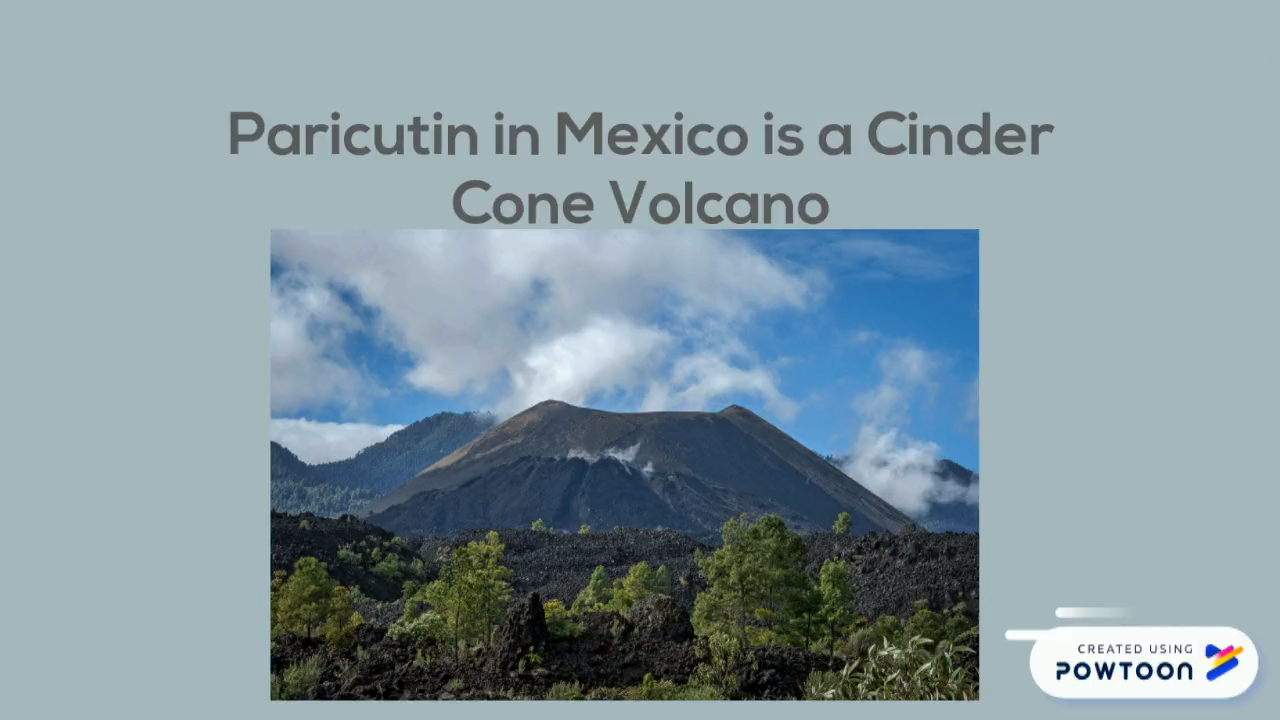 Paricutin in Mexico is a Cinder
Cone Volcano
CREATED USING
POWTOON